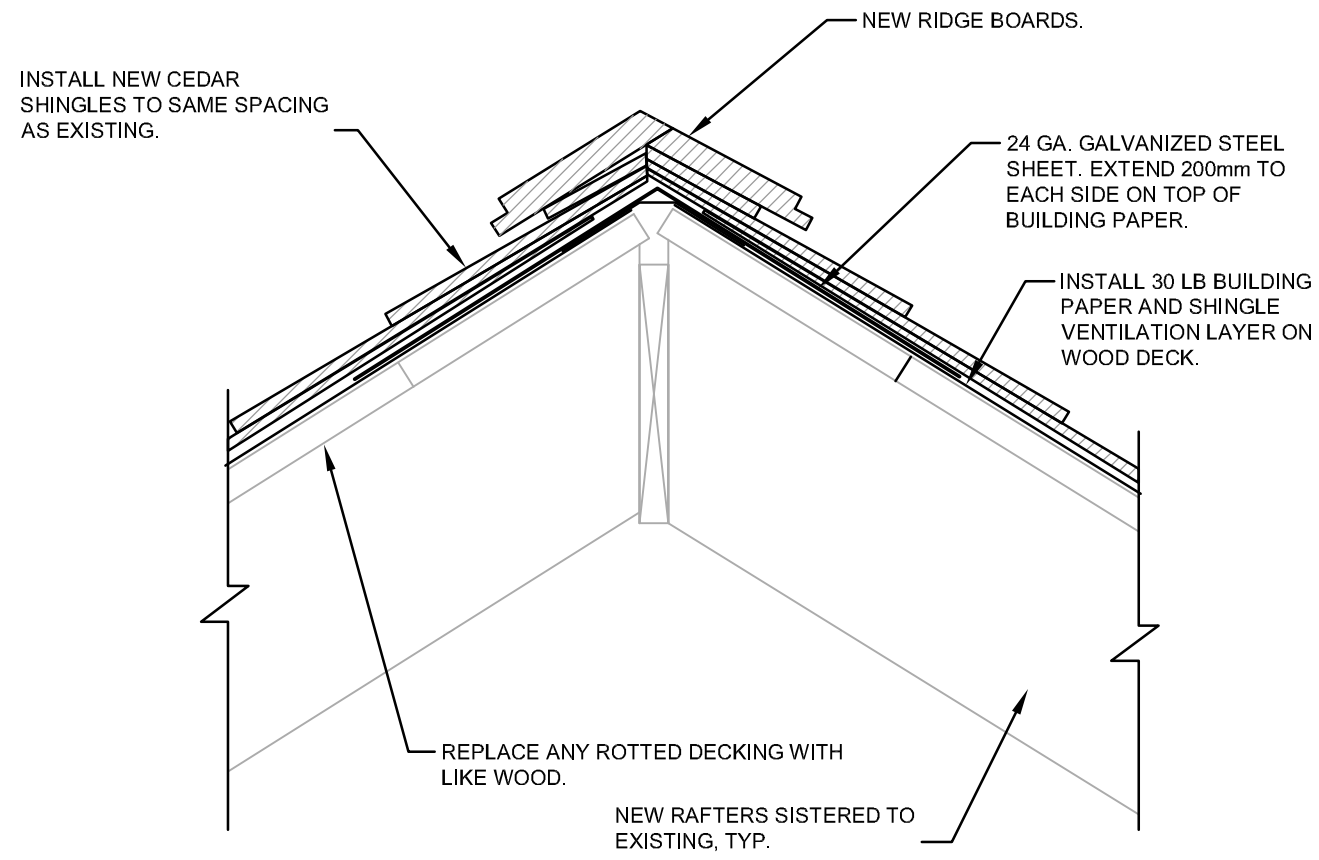 NEW RIDGE BOARDS.
INSTALL NEW CEDAR
SHINGLES TO SAME SPACING
AS EXISTING.
24 GA. GALVANIZED STEEL
SHEET. EXTEND 200mm TO
EACH SIDE ON TOP OF
BUILDING PAPER.
INSTALL 30 LB BUILDING
PAPER AND SHINGLE
VENTILATION LAYER ON
WOOD DECK.
REPLACE ANY ROTTED DECKING WITH
LIKE WOOD.
NEW RAFTERS SISTERED TO
EXISTING, TYP.